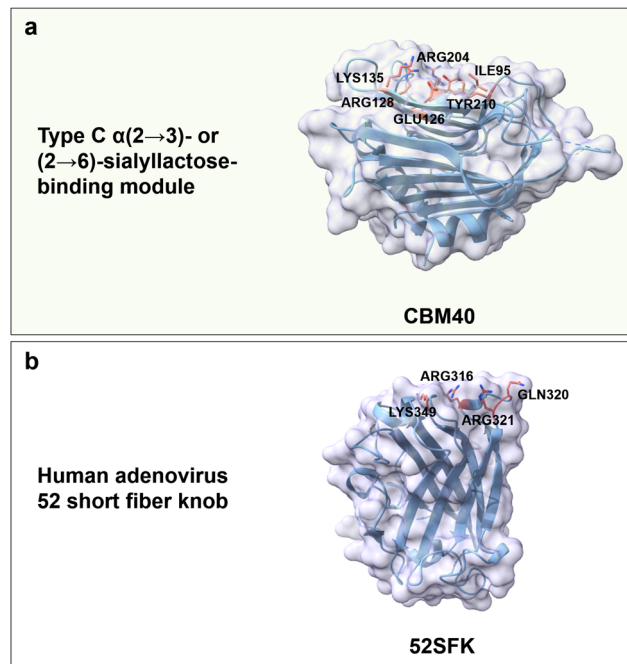 a
Type C α(2→3)- or
(2→6)-sialyllactose-
binding module
ARG204
LYS135
ILE95
ARG128
TYR210
GLU126
CBM40
b
Human adenovirus
52 short fiber knob
ARG316
GLN320
LYS349
ARG321
52SFK